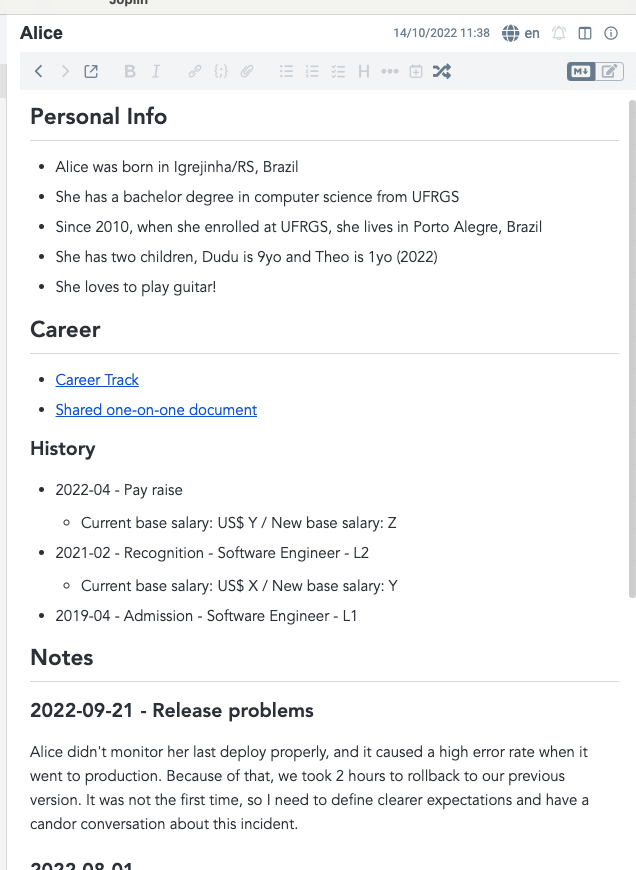 Joplin
Alice
14/10/2022 11:38
en
B I {;} H M↓
Personal Info
• Alice was born in Igrejinha/RS, Brazil
• She has a bachelor degree in computer science from UFRGS
• Since 2010, when she enrolled at UFRGS, she lives in Porto Alegre, Brazil
• She has two children, Dudu is 9yo and Theo is 1yo (2022)
• She loves to play guitar!
Career
• Career Track
• Shared one-on-one document
History
• 2022-04 - Pay raise
◦ Current base salary: US$ Y / New base salary: Z
• 2021-02 - Recognition - Software Engineer - L2
◦ Current base salary: US$ X / New base salary: Y
• 2019-04 - Admission - Software Engineer - L1
Notes
2022-09-21 - Release problems
Alice didn't monitor her last deploy properly, and it caused a high error rate when it
went to production. Because of that, we took 2 hours to rollback to our previous
version. It was not the first time, so I need to define clearer expectations and have a
candor conversation about this incident.
2022-08-01